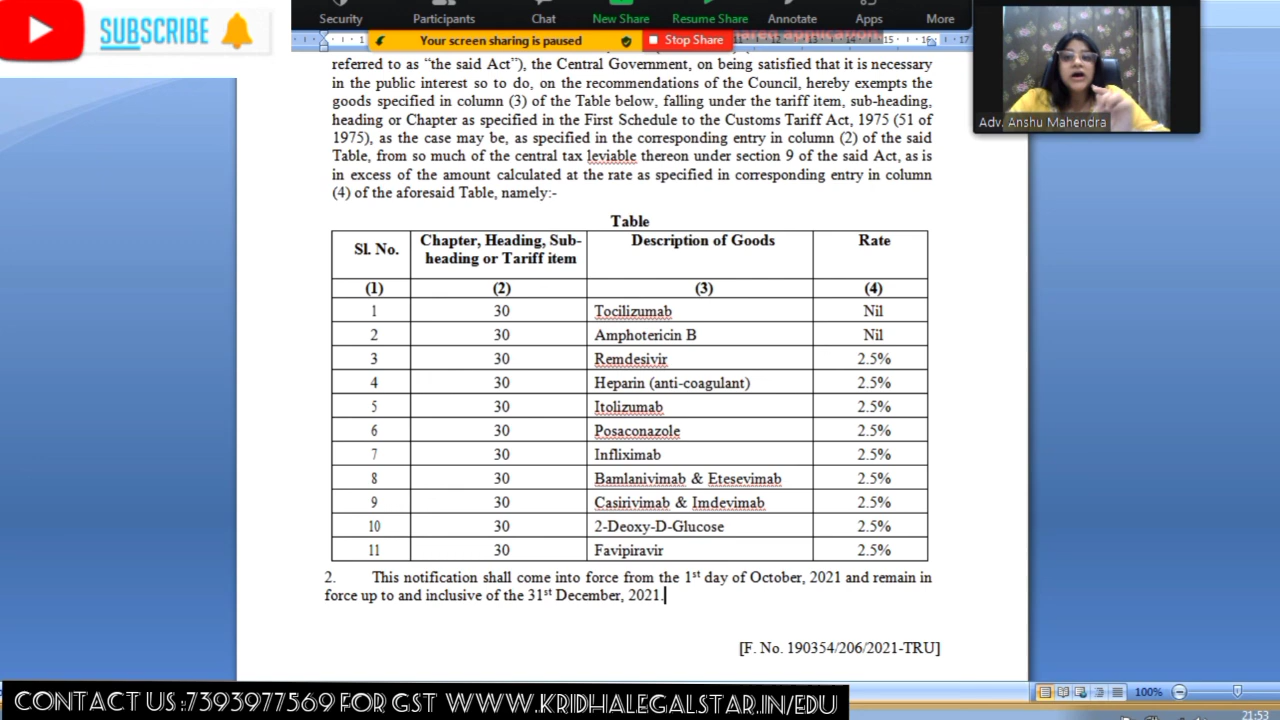 SUBSCRIBE
Security Participants Chat New Share Resume Share Annotate Apps More
Your screen sharing is paused Stop Share
Adv. Anshu Mahendra
referred to as “the said Act”), the Central Government, on being satisfied that it is necessary
in the public interest so to do, on the recommendations of the Council, hereby exempts the
goods specified in column (3) of the Table below, falling under the tariff item, sub-heading,
heading or Chapter as specified in the First Schedule to the Customs Tariff Act, 1975 (51 of
1975), as the case may be, as specified in the corresponding entry in column (2) of the said
Table, from so much of the central tax leviable thereon under section 9 of the said Act, as is
in excess of the amount calculated at the rate as specified in corresponding entry in column
(4) of the aforesaid Table, namely:-
Table
Sl. No. Chapter, Heading, Sub-heading or Tariff item Description of Goods Rate
(1) (2) (3) (4)
1 30 Tocilizumab Nil
2 30 Amphotericin B Nil
3 30 Remdesivir 2.5%
4 30 Heparin (anti-coagulant) 2.5%
5 30 Itolizumab 2.5%
6 30 Posaconazole 2.5%
7 30 Infliximab 2.5%
8 30 Bamlanivimab & Etesevimab 2.5%
9 30 Casirivimab & Imdevimab 2.5%
10 30 2-Deoxy-D-Glucose 2.5%
11 30 Favipiravir 2.5%
2. This notification shall come into force from the 1st day of October, 2021 and remain in
force up to and inclusive of the 31st December, 2021.
[F. No. 190354/206/2021-TRU]
100%
CONTACT US :7393977569 FOR GST WWW.KRIDHALEGALSTAR.IN/EDU
21:53